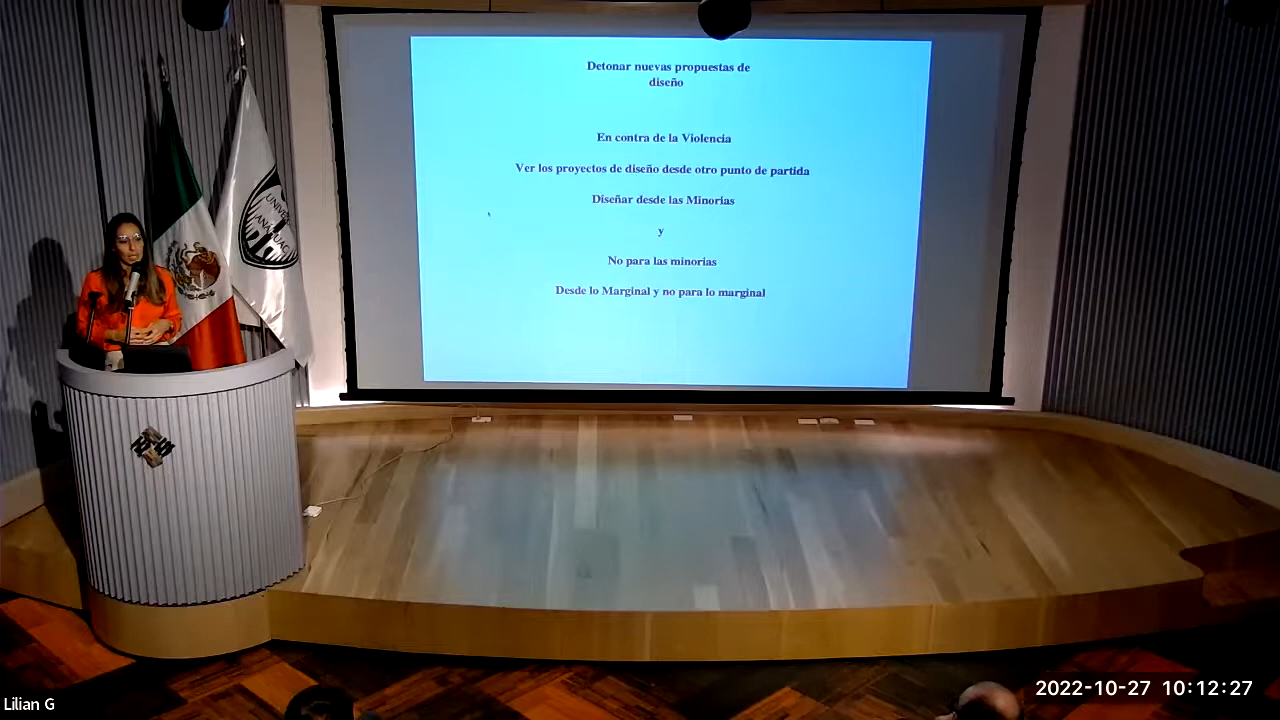 Detonar nuevas propuestas de
diseño
En contra de la Violencia
Ver los proyectos de diseño desde otro punto de partida
Diseñar desde las Minorias
y
No para las minorias
Desde lo Marginal y no para lo marginal
ANAHUAC
2022-10-27 10:12:27
Lilian G